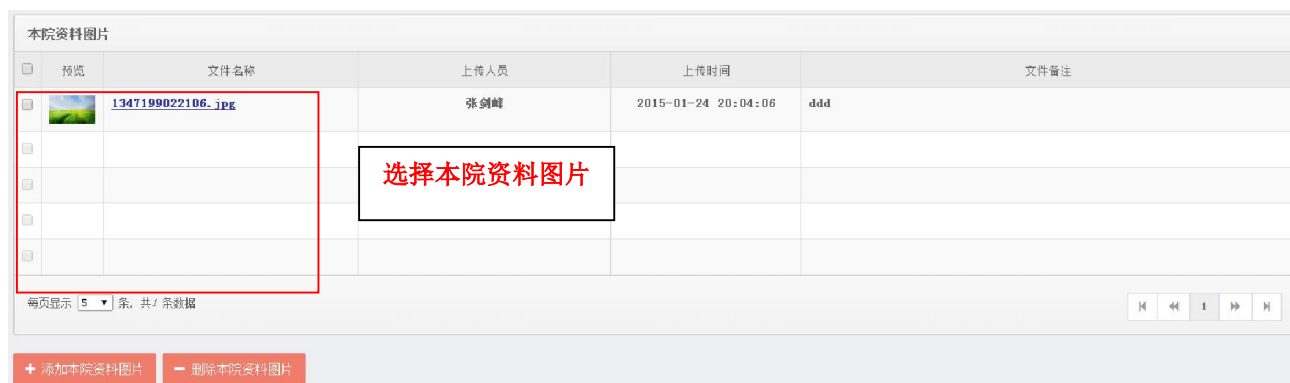 本院资料图片
预览 文件名称 上传人员 上传时间 文件备注
1347199022106.jpg 张剑峰 2015-01-24 20:04:06 ddd
选择本院资料图片
每页显示 5 条, 共1条数据
1
+ 添加本院资料图片 - 删除本院资料图片